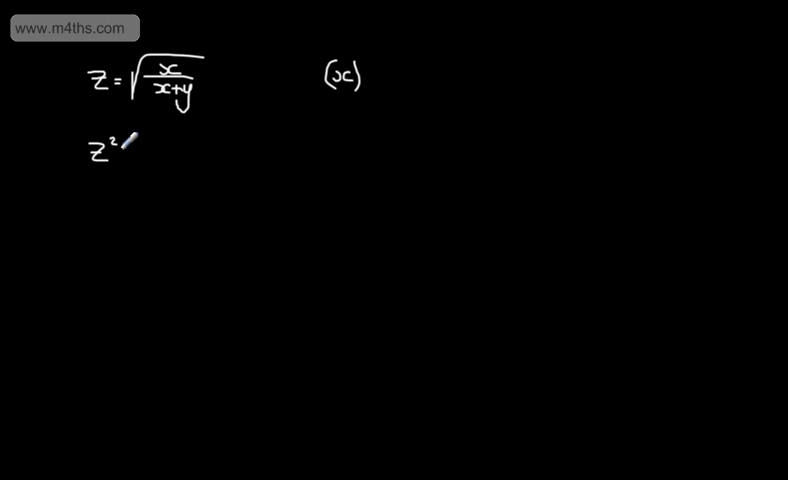 www.m4ths.com
z = √(x/(x+y)) (x)
z²